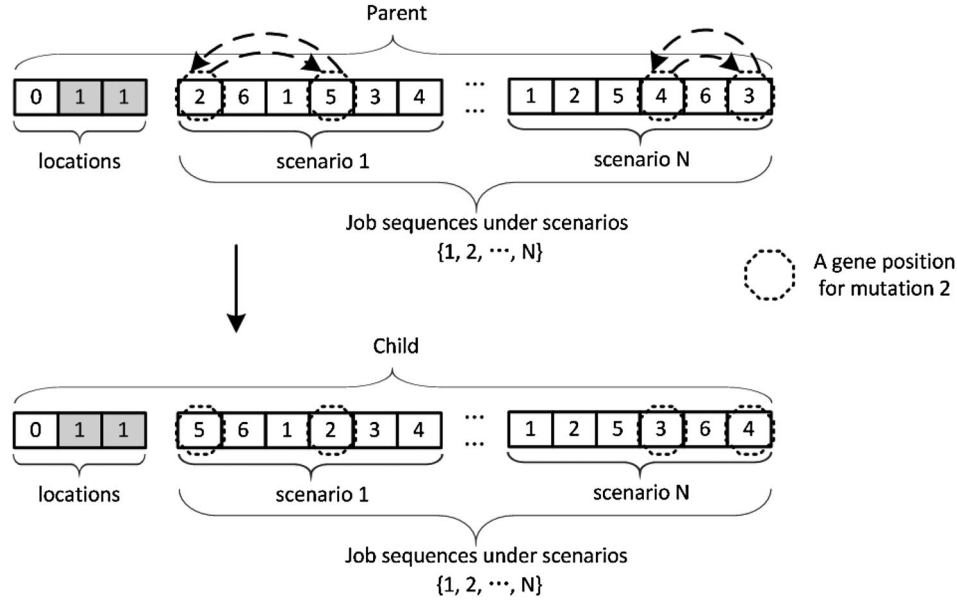 Parent
0 1 1 2 6 1 5 3 4 ... ... 1 2 5 4 6 3
locations scenario 1 scenario N
Job sequences under scenarios
{1, 2, ···, N}
A gene position
for mutation 2
Child
0 1 1 5 6 1 2 3 4 ... ... 1 2 5 3 6 4
locations scenario 1 scenario N
Job sequences under scenarios
{1, 2, ···, N}